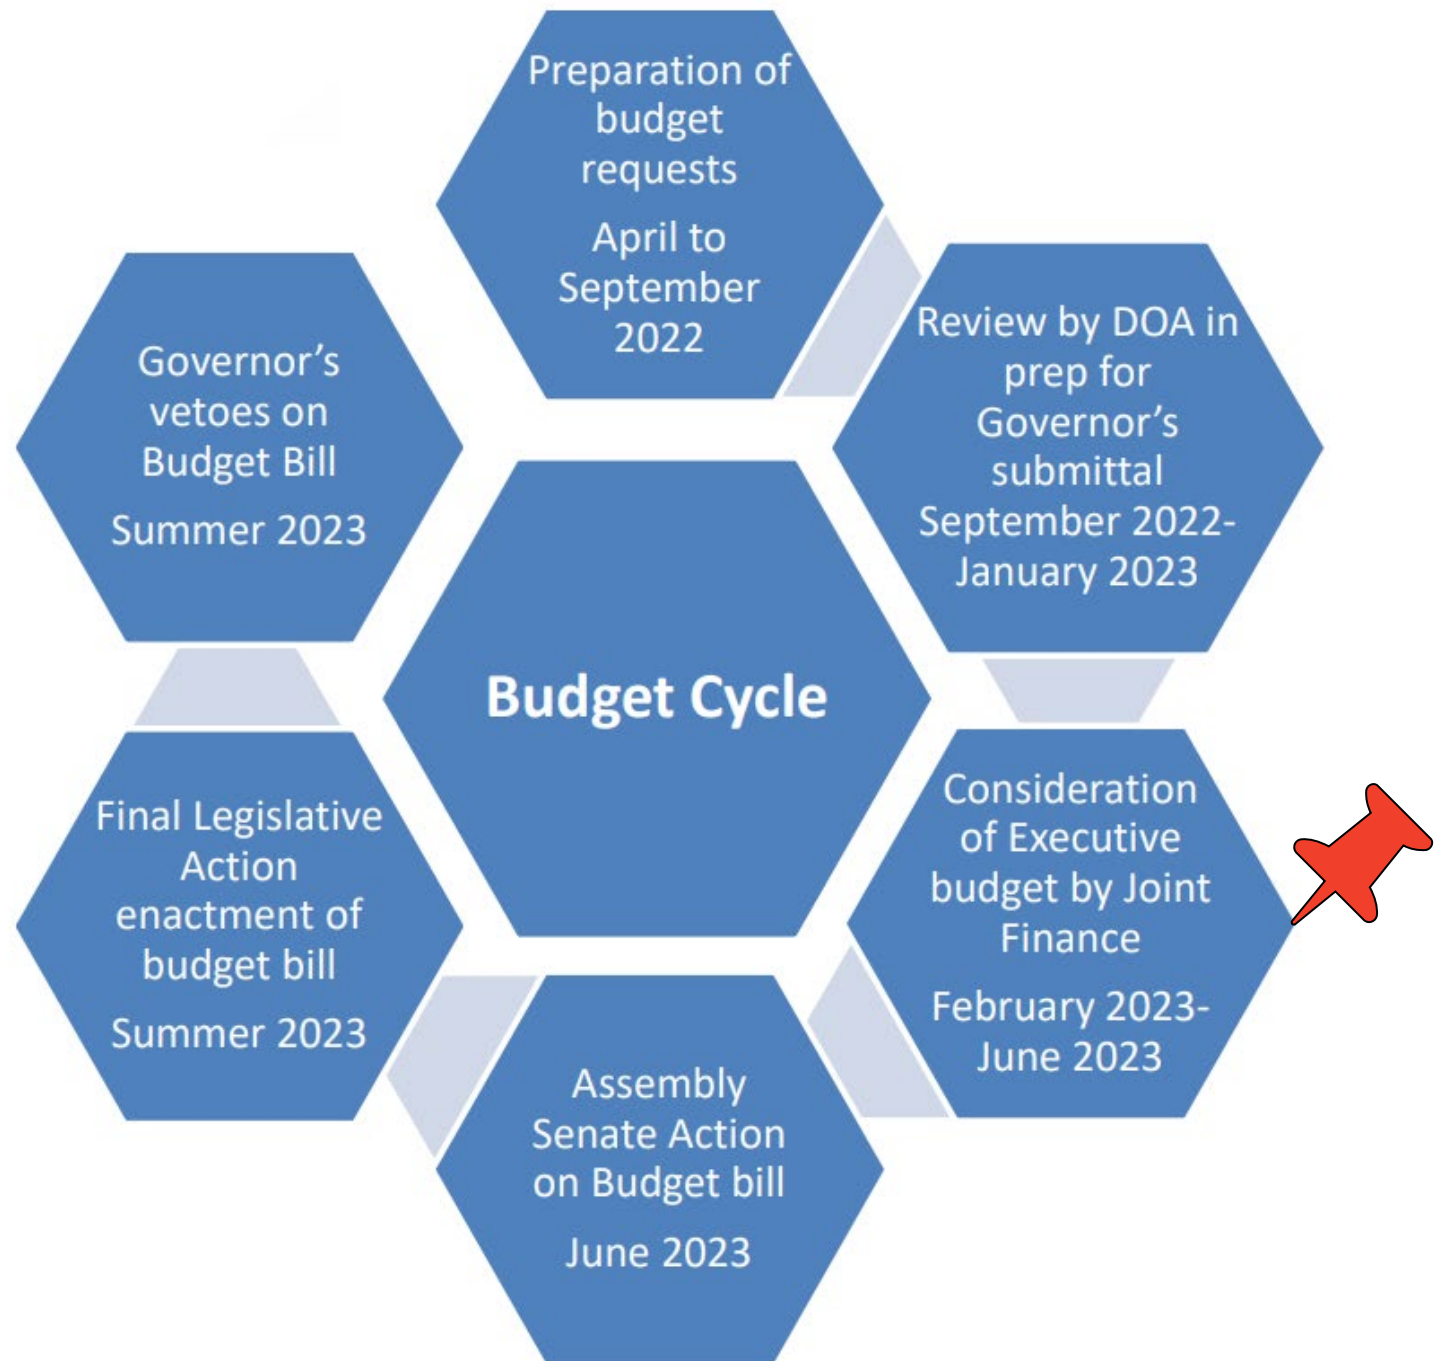 Preparation of
budget
requests
April to
September
2022
Review by DOA in
prep for
Governor’s
submittal
September 2022-
January 2023
Consideration
of Executive
budget by Joint
Finance
February 2023-
June 2023
Assembly
Senate Action
on Budget bill
June 2023
Final Legislative
Action
enactment of
budget bill
Summer 2023
Governor’s
vetoes on
Budget Bill
Summer 2023
Budget Cycle